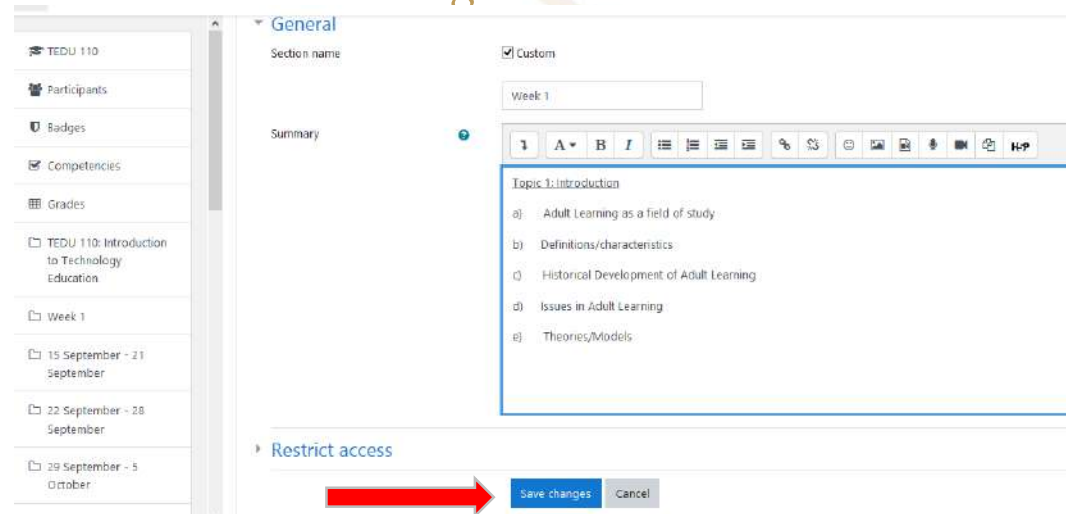 General
TEDU 110
Section name
Custom
Participants
Week 1
Badges
Summary
A B I
H-P
Competencies
Topic 1: Introduction
Grades
a) Adult Learning as a field of study
TEDU 110: Introduction
to Technology
Education
b) Definitions/characteristics
c) Historical Development of Adult Learning
Week 1
d) Issues in Adult Learning
e) Theories/Models
15 September - 21
September
22 September - 28
September
Restrict access
29 September - 5
October
Save changes Cancel